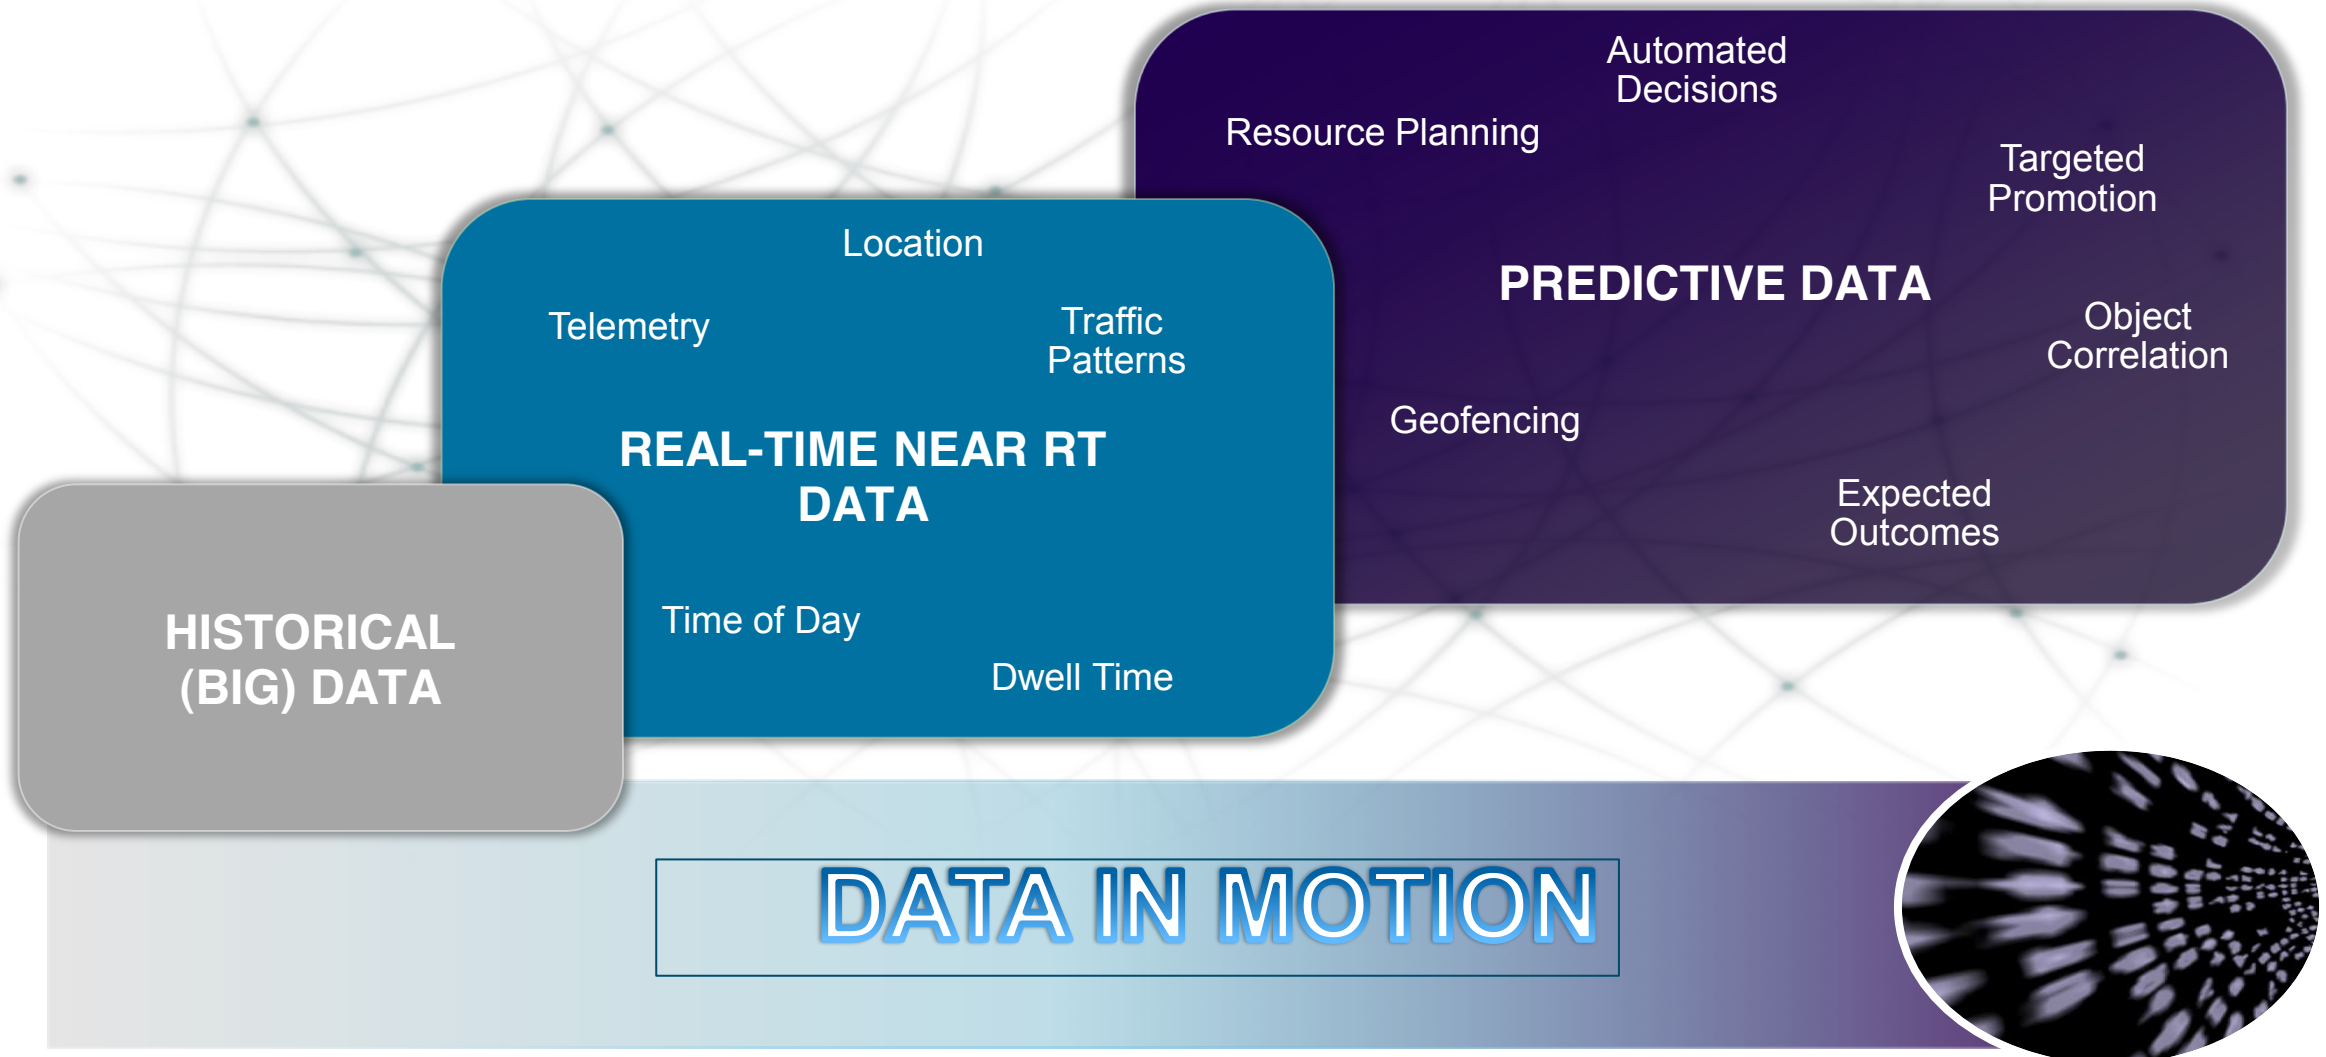 Automated
Decisions
Resource Planning
Targeted
Promotion
PREDICTIVE DATA
Object
Correlation
Geofencing
Expected
Outcomes
Location
Telemetry
Traffic
Patterns
REAL-TIME NEAR RT
DATA
Time of Day
Dwell Time
HISTORICAL
(BIG) DATA
DATA IN MOTION